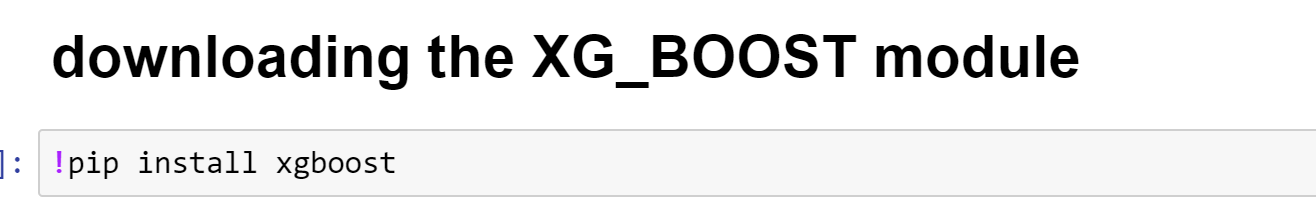 downloading the XG_BOOST module
]: !pip install xgboost